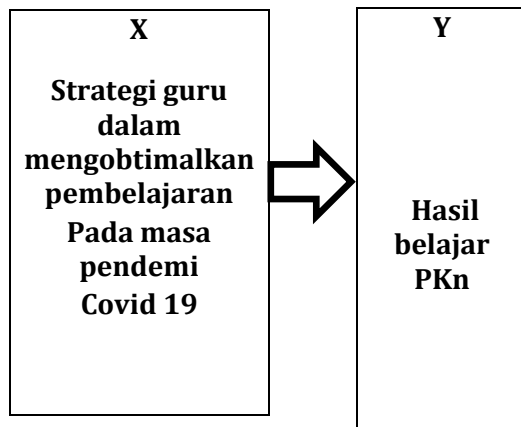 X
Strategi guru
dalam
mengobtimalkan
pembelajaran
Pada masa
pendemi
Covid 19
Y
Hasil
belajar
PKn